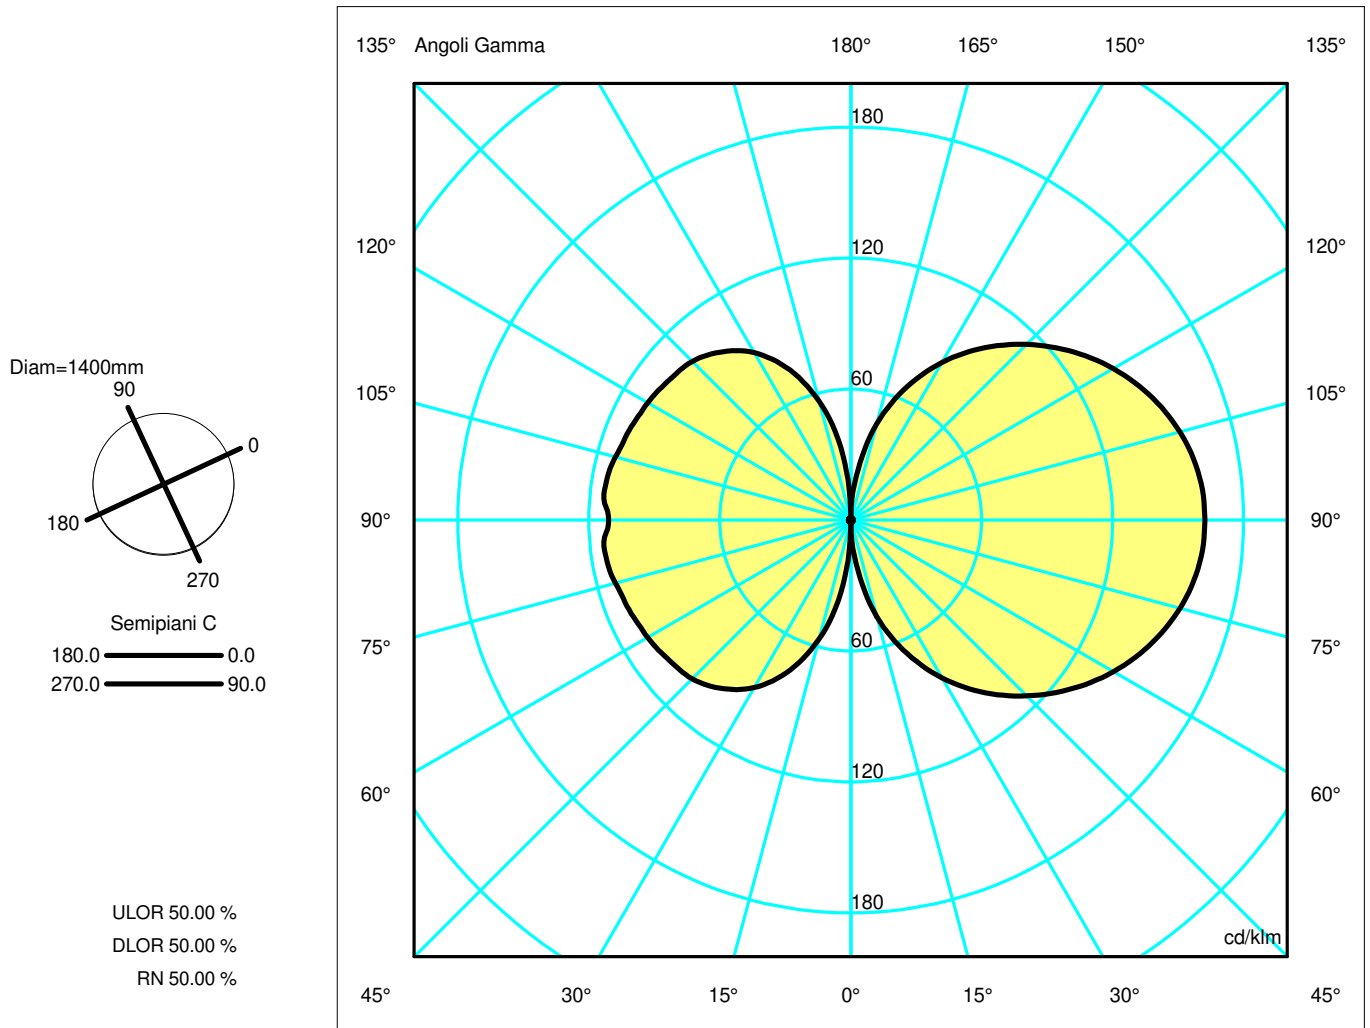 135° Angoli Gamma 180° 165° 150° 135°
180
120° 120 120°
Diam=1400mm
90
105° 60 105°
0
180
90° 90°
270
Semipiani C
180.0 0.0
270.0 90.0
75° 60 75°
60° 120 60°
180
ULOR 50.00 %
DLOR 50.00 %
RN 50.00 %
cd/klm
45° 30° 15° 0° 15° 30° 45°